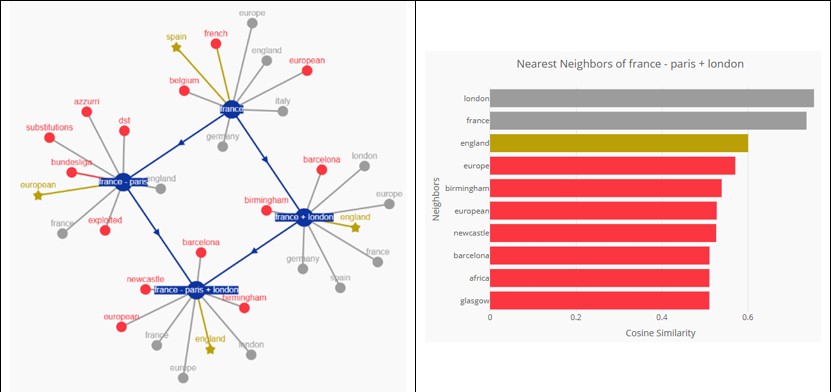 europe
spain
french
england
european
belgium
italy
france
germany
azzurri
substitutions
dst
bundesliga
european
france - paris
england
france
exploited
barcelona
london
birmingham
europe
france + london
england
germany
france
spain
barcelona
newcastle
france - paris + london
birmingham
european
france
england
london
europe
Nearest Neighbors of france - paris + london
Neighbors
london
france
england
europe
birmingham
european
newcastle
barcelona
africa
glasgow
0
0.2
0.4
0.6
Cosine Similarity